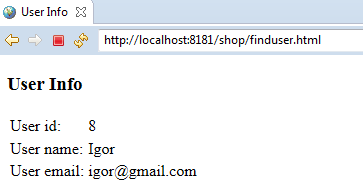 User Info
http://localhost:8181/shop/finduser.html
User Info
User id: 8
User name: Igor
User email: igor@gmail.com